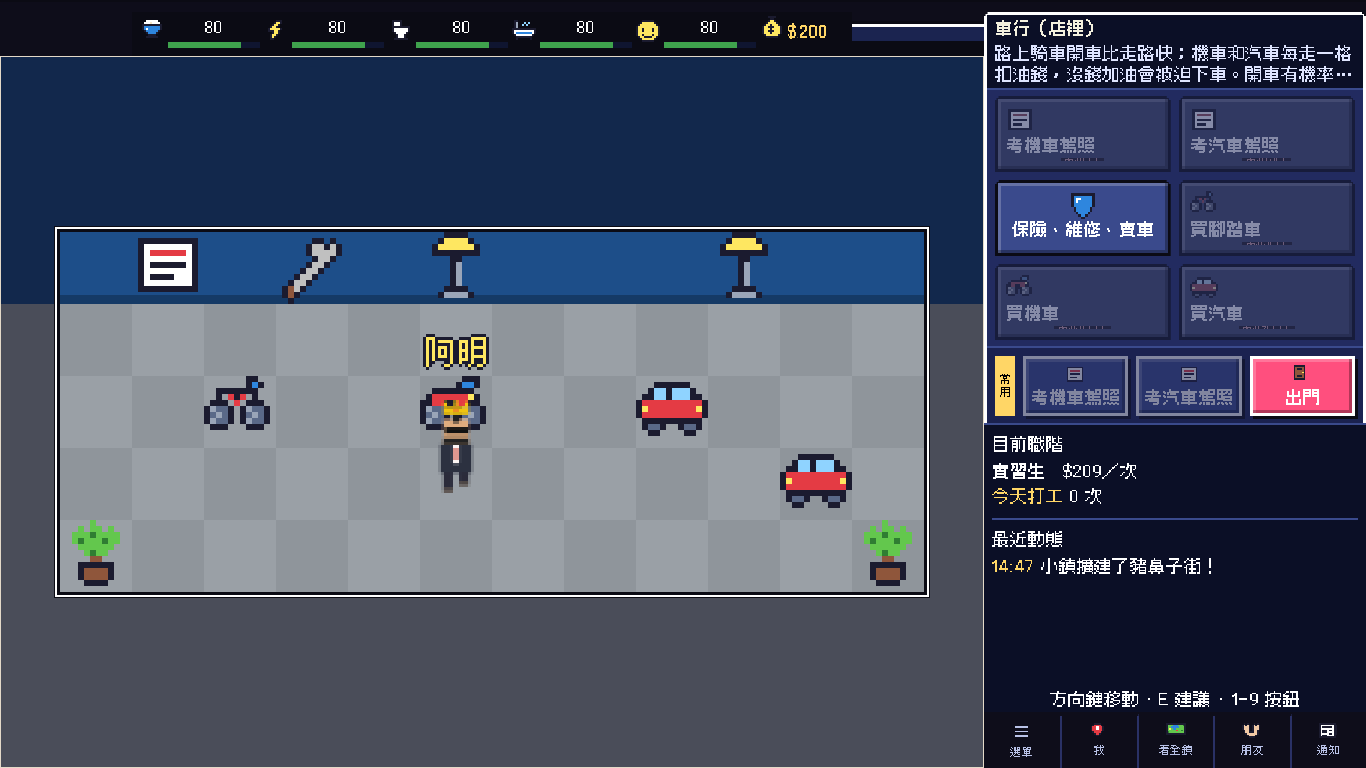 80 80 80 80 80 $200
車行（店裡）
路上騎車開車比走路快；機車和汽車每走一格
扣油錢，沒錢加油會被迫下車。開車有機率…
考機車駕照
考汽車駕照
保險、維修、賣車
買腳踏車
買機車
買汽車
常用
考機車駕照
考汽車駕照
出門
阿明
目前職階
實習生 $209／次
今天打工 0 次
最近動態
14:47 小鎮擴建了豬鼻子街！
方向鍵移動・E 建議・1-9 按鈕
選單
我
看全鎮
朋友
通知